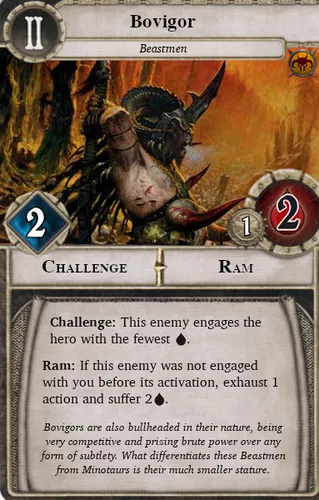 II
Bovigor
Beastmen
2
1
2
CHALLENGE
RAM
Challenge: This enemy engages the
hero with the fewest .
Ram: If this enemy was not engaged
with you before its activation, exhaust 1
action and suffer 2.
Bovigors are also bullheaded in their nature, being
very competitive and prising brute power over any
form of subtlety. What differentiates these Beastmen
from Minotaurs is their much smaller stature.